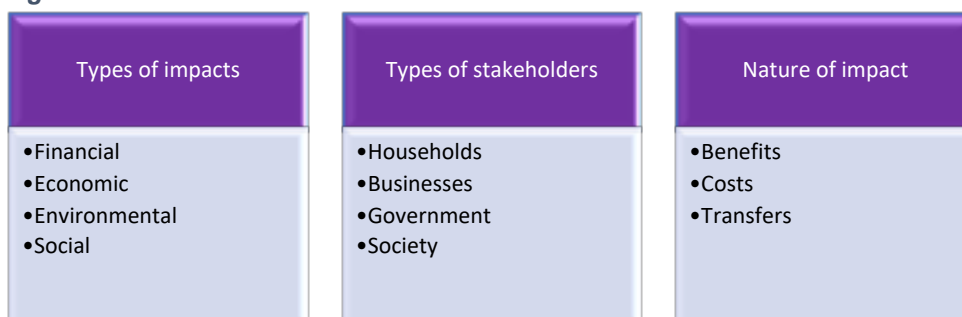 Types of impacts
•Financial
•Economic
•Environmental
•Social
Types of stakeholders
•Households
•Businesses
•Government
•Society
Nature of impact
•Benefits
•Costs
•Transfers